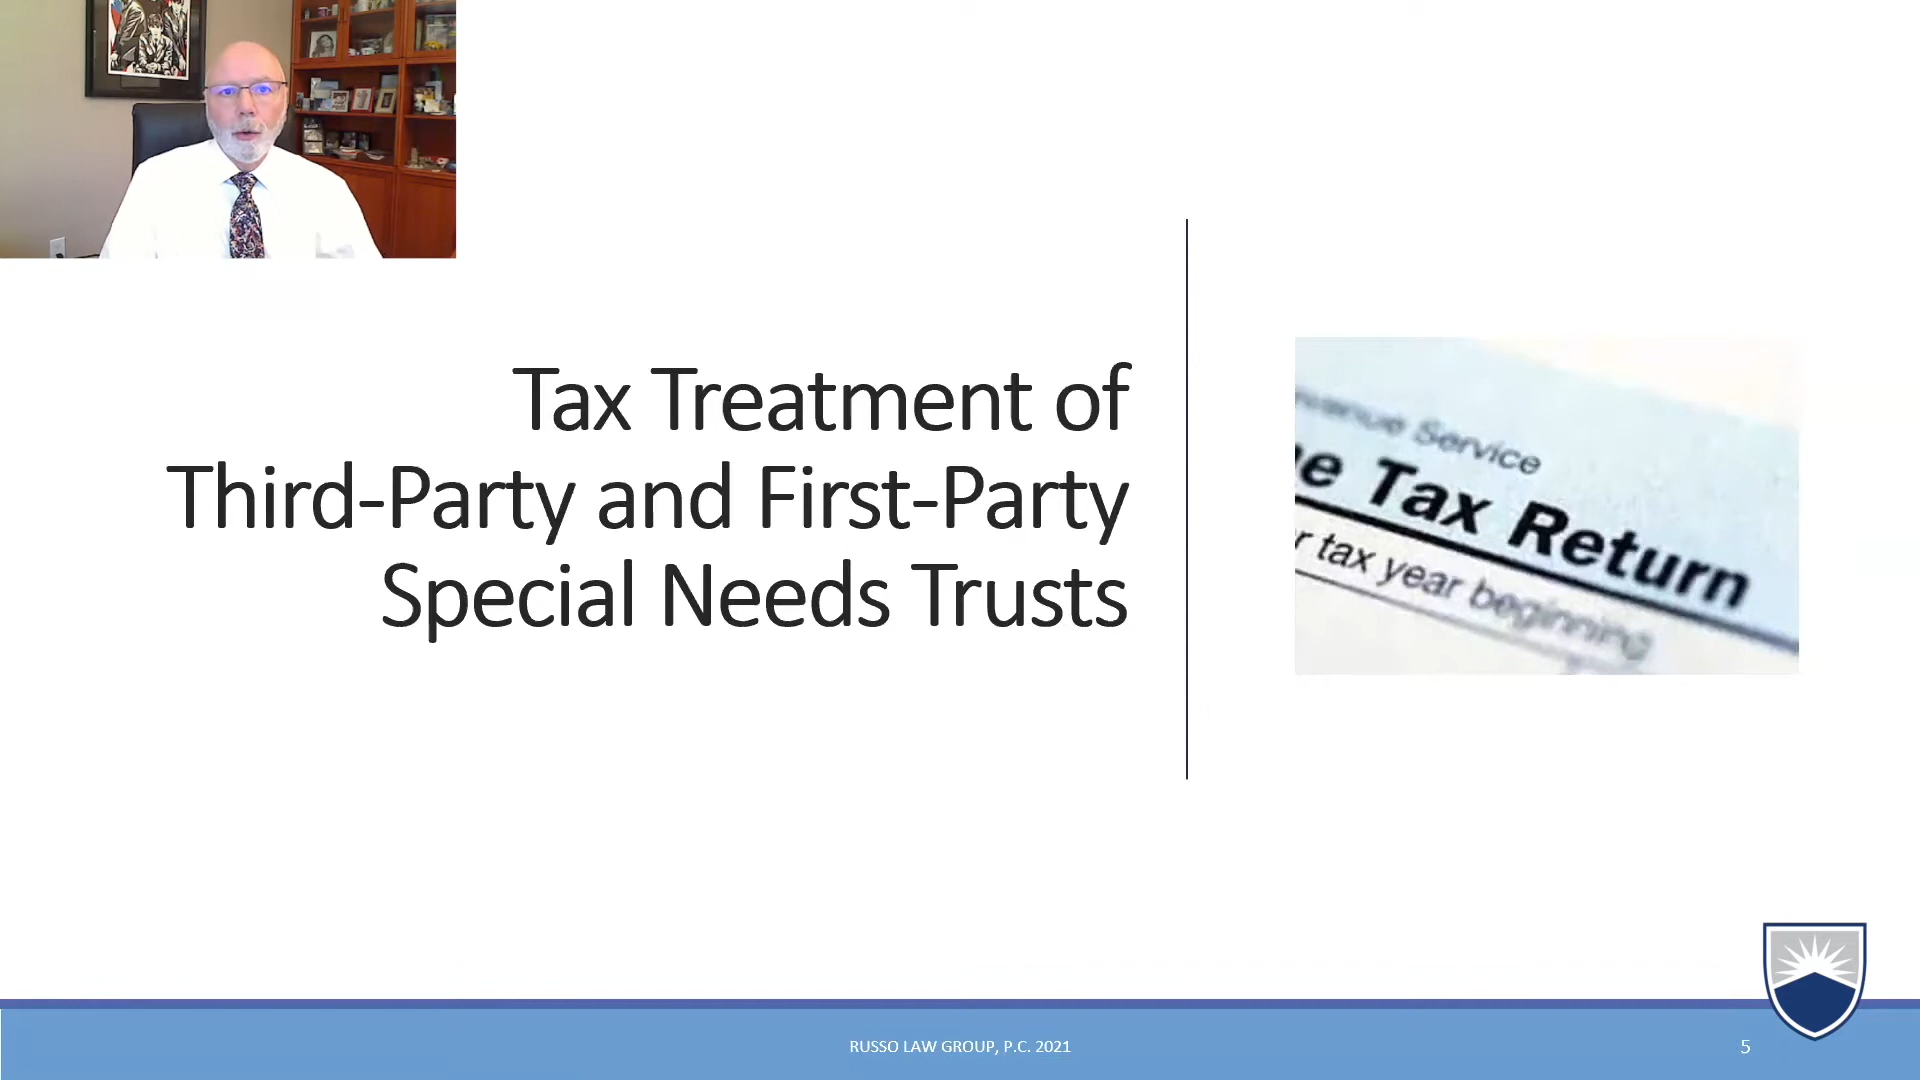 Tax Treatment of
Third-Party and First-Party
Special Needs Trusts
Service
Tax Return
tax year beginning
RUSSO LAW GROUP, P.C. 2021
5